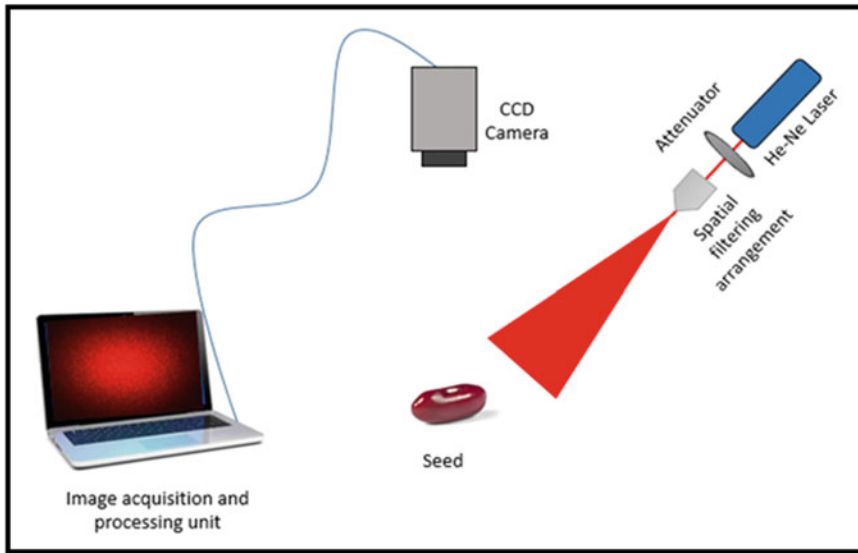 CCD
Camera
Attenuator
He-Ne Laser
Spatial
filtering
arrangement
Seed
Image acquisition and
processing unit